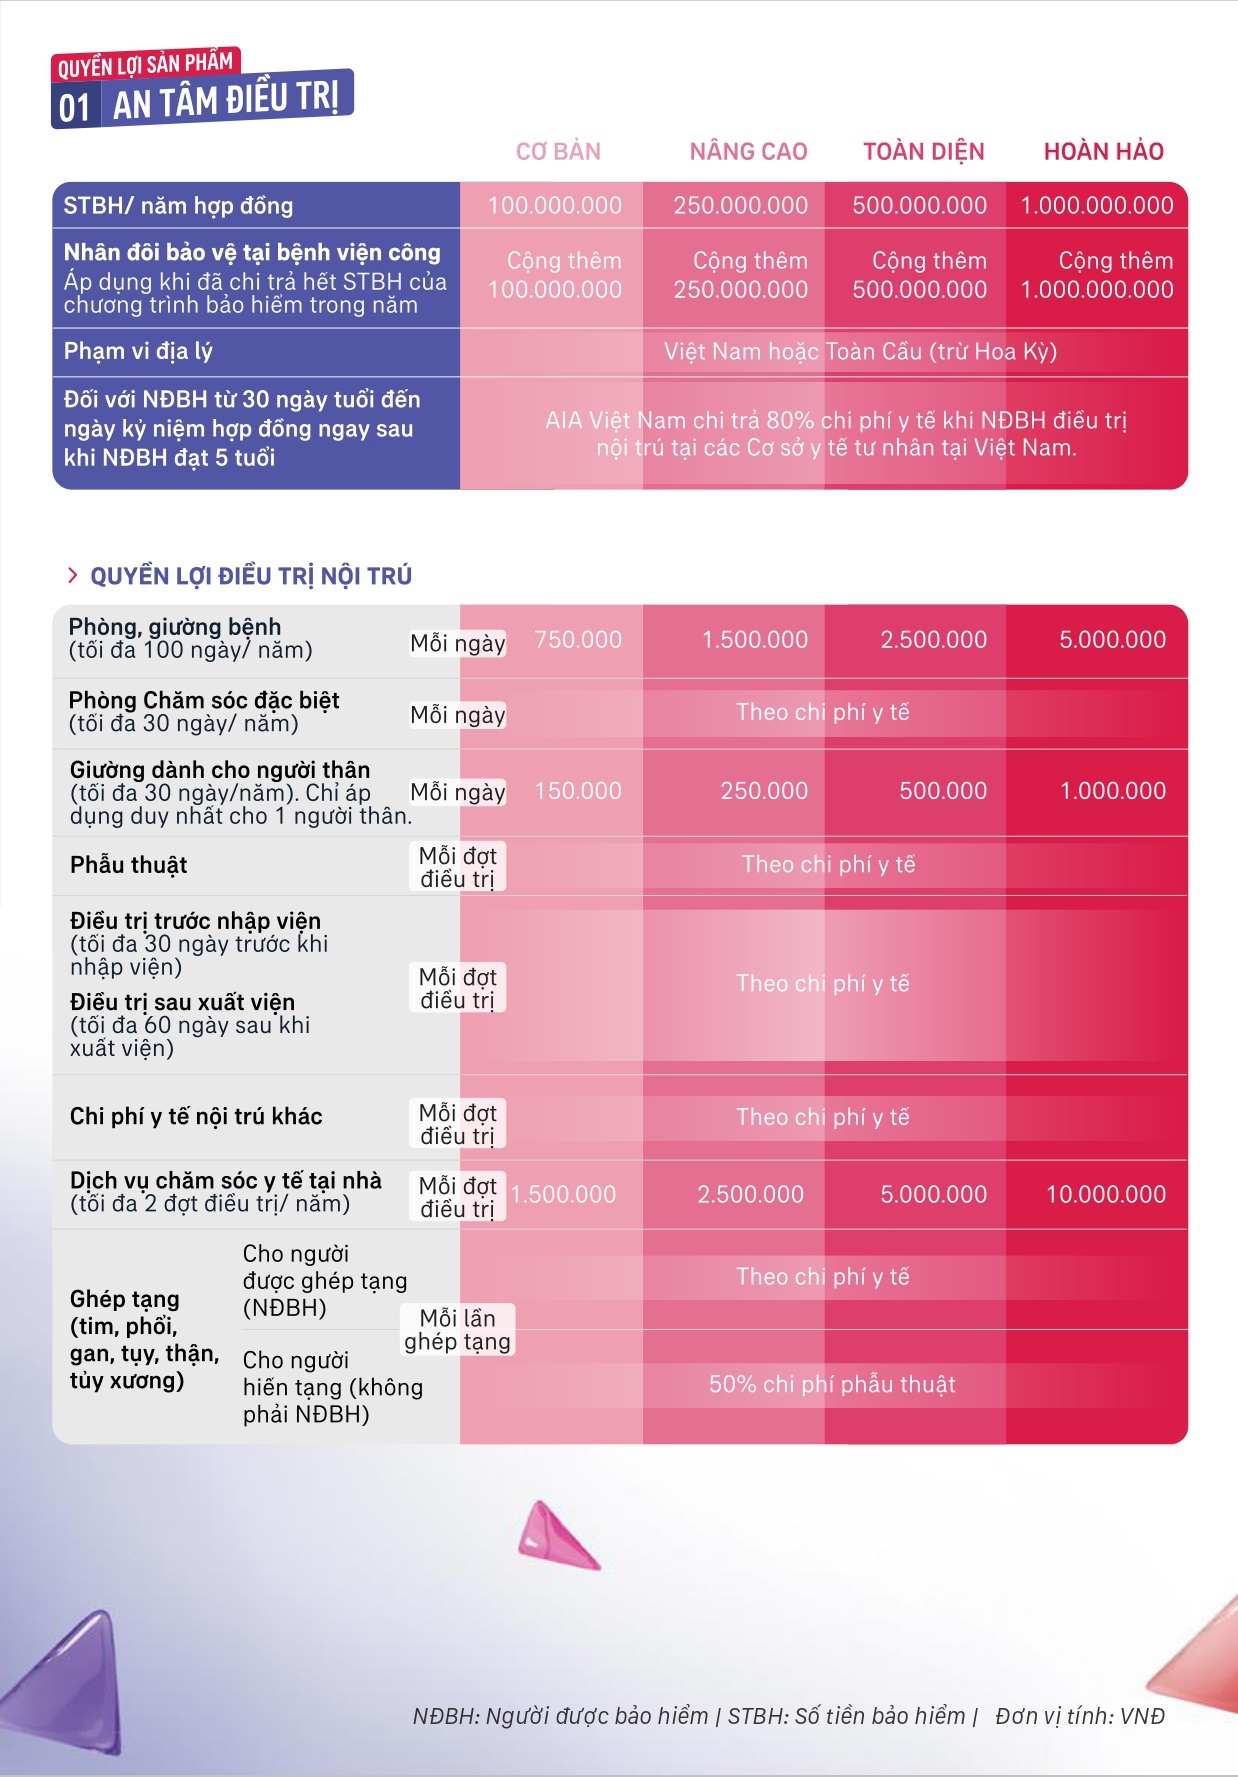 QUYỀN LỢI SẢN PHẨM
01 AN TÂM ĐIỀU TRỊ
CƠ BẢN NÂNG CAO TOÀN DIỆN HOÀN HẢO
STBH/ năm hợp đồng 100.000.000 250.000.000 500.000.000 1.000.000.000
Nhân đôi bảo vệ tại bệnh viện công
Áp dụng khi đã chi trả hết STBH của
chương trình bảo hiểm trong năm
Cộng thêm Cộng thêm Cộng thêm Cộng thêm
100.000.000 250.000.000 500.000.000 1.000.000.000
Phạm vi địa lý Việt Nam hoặc Toàn Cầu (trừ Hoa Kỳ)
Đối với NĐBH từ 30 ngày tuổi đến
ngày kỷ niệm hợp đồng ngay sau
khi NĐBH đạt 5 tuổi
AIA Việt Nam chi trả 80% chi phí y tế khi NĐBH điều trị
nội trú tại các Cơ sở y tế tư nhân tại Việt Nam.
> QUYỀN LỢI ĐIỀU TRỊ NỘI TRÚ
Phòng, giường bệnh
(tối đa 100 ngày/ năm)
Mỗi ngày 750.000 1.500.000 2.500.000 5.000.000
Phòng Chăm sóc đặc biệt
(tối đa 30 ngày/ năm)
Mỗi ngày Theo chi phí y tế
Giường dành cho người thân
(tối đa 30 ngày/năm). Chỉ áp
dụng duy nhất cho 1 người thân.
Mỗi ngày 150.000 250.000 500.000 1.000.000
Phẫu thuật
Mỗi đợt
điều trị
Theo chi phí y tế
Điều trị trước nhập viện
(tối đa 30 ngày trước khi
nhập viện)
Điều trị sau xuất viện
(tối đa 60 ngày sau khi
xuất viện)
Mỗi đợt
điều trị
Theo chi phí y tế
Chi phí y tế nội trú khác
Mỗi đợt
điều trị
Theo chi phí y tế
Dịch vụ chăm sóc y tế tại nhà
(tối đa 2 đợt điều trị/ năm)
Mỗi đợt
điều trị
1.500.000 2.500.000 5.000.000 10.000.000
Ghép tạng
(tim, phổi,
gan, tụy, thận,
tủy xương)
Cho người
được ghép tạng
(NĐBH)
Mỗi lần
ghép tạng
Theo chi phí y tế
Cho người
hiến tạng (không
phải NĐBH)
50% chi phí phẫu thuật
NĐBH: Người được bảo hiểm | STBH: Số tiền bảo hiểm | Đơn vị tính: VNĐ